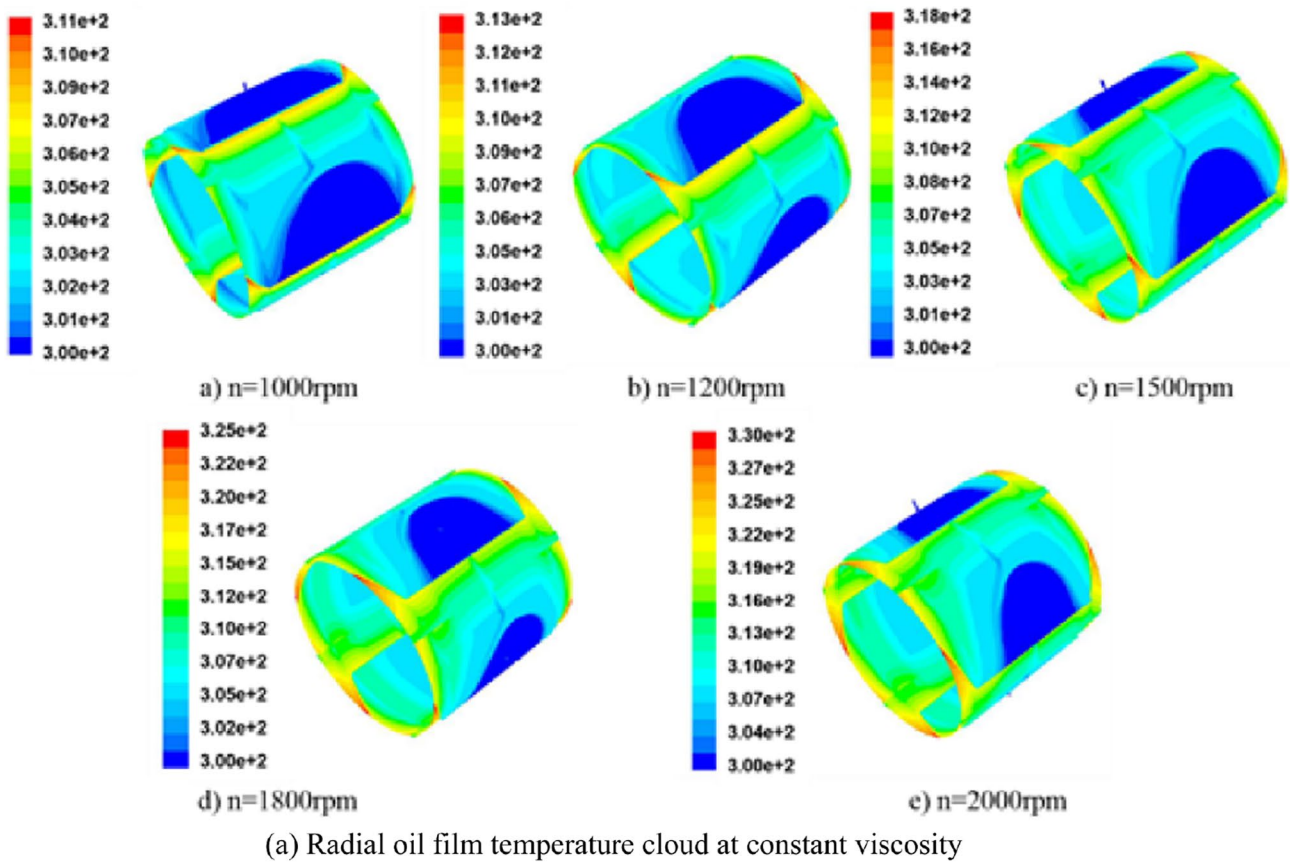 3.11e+2
3.10e+2
3.09e+2
3.07e+2
3.06e+2
3.05e+2
3.04e+2
3.03e+2
3.02e+2
3.01e+2
3.00e+2
a) n=1000rpm
3.13e+2
3.12e+2
3.11e+2
3.10e+2
3.09e+2
3.07e+2
3.06e+2
3.04e+2
3.03e+2
3.01e+2
3.00e+2
b) n=1200rpm
3.18e+2
3.16e+2
3.14e+2
3.12e+2
3.10e+2
3.08e+2
3.07e+2
3.05e+2
3.03e+2
3.01e+2
3.00e+2
c) n=1500rpm
3.25e+2
3.22e+2
3.20e+2
3.17e+2
3.15e+2
3.12e+2
3.10e+2
3.07e+2
3.05e+2
3.02e+2
3.00e+2
d) n=1800rpm
3.30e+2
3.27e+2
3.25e+2
3.22e+2
3.19e+2
3.16e+2
3.13e+2
3.10e+2
3.07e+2
3.04e+2
3.00e+2
e) n=2000rpm
(a) Radial oil film temperature cloud at constant viscosity